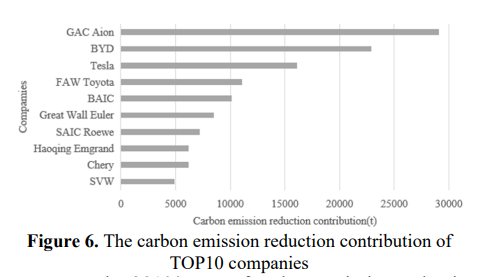 GAC Aion
BYD
Tesla
FAW Toyota
BAIC
Great Wall Euler
SAIC Roewe
Haoqing Emgrand
Chery
SVW
Companies
0 5000 10000 15000 20000 25000 30000
Carbon emission reduction contribution(t)
Figure 6. The carbon emission reduction contribution of
TOP10 companies